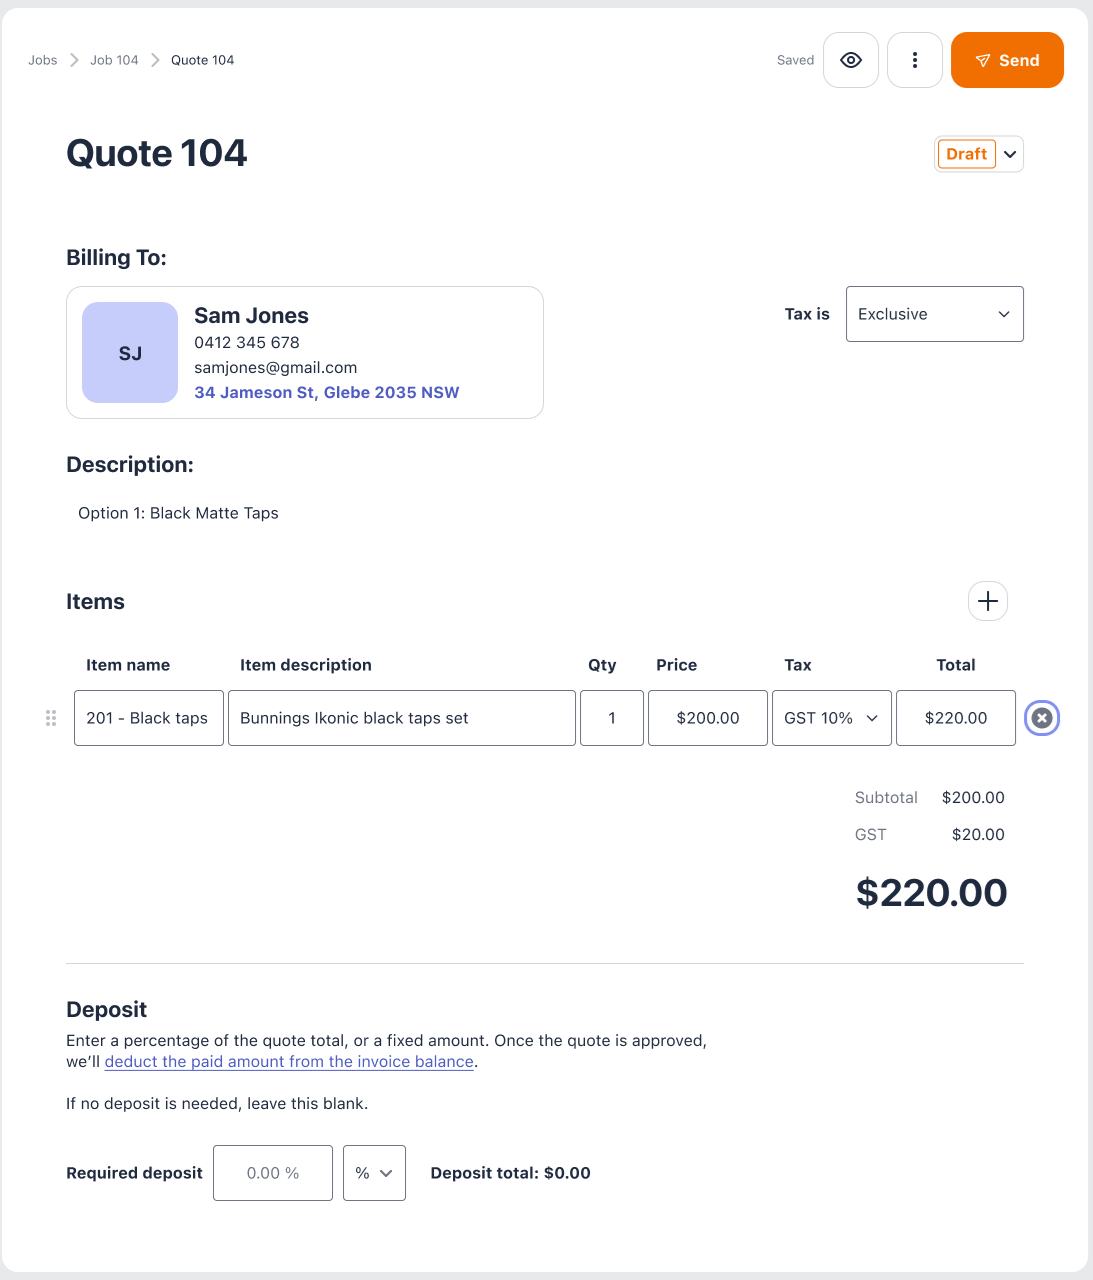 Jobs Job 104 Quote 104 Saved Send
Quote 104 Draft
Billing To:
SJ
Sam Jones
0412 345 678
samjones@gmail.com
34 Jameson St, Glebe 2035 NSW
Tax is Exclusive
Description:
Option 1: Black Matte Taps
Items
Item name Item description Qty Price Tax Total
201 - Black taps Bunnings Ikonic black taps set 1 $200.00 GST 10% $220.00
Subtotal $200.00
GST $20.00
$220.00
Deposit
Enter a percentage of the quote total, or a fixed amount. Once the quote is approved,
we’ll deduct the paid amount from the invoice balance.
If no deposit is needed, leave this blank.
Required deposit 0.00 % % Deposit total: $0.00